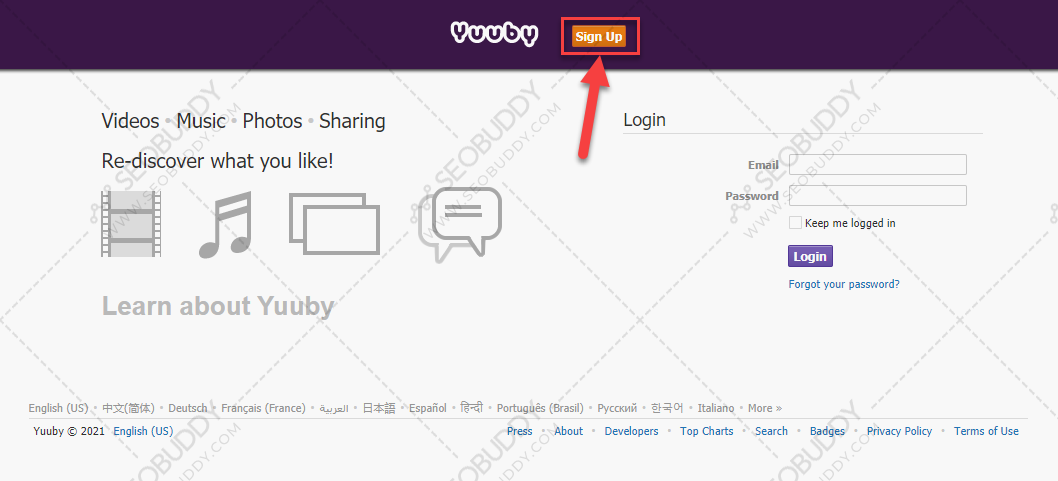 Yuuby Sign Up
Videos • Music • Photos • Sharing
Re-discover what you like!
Learn about Yuuby
Login
Email
Password
Keep me logged in
Login
Forgot your password?
English (US) • 中文(简体) • Deutsch • Français (France) • العربية • 日本語 • Español • हिन्दी • Português (Brasil) • Русский • 한국어 • Italiano • More »
Yuuby © 2021 English (US)
Press • About • Developers • Top Charts • Search • Badges • Privacy Policy • Terms of Use
SEOBUDDY
WWW.SEOBUDDY.COM